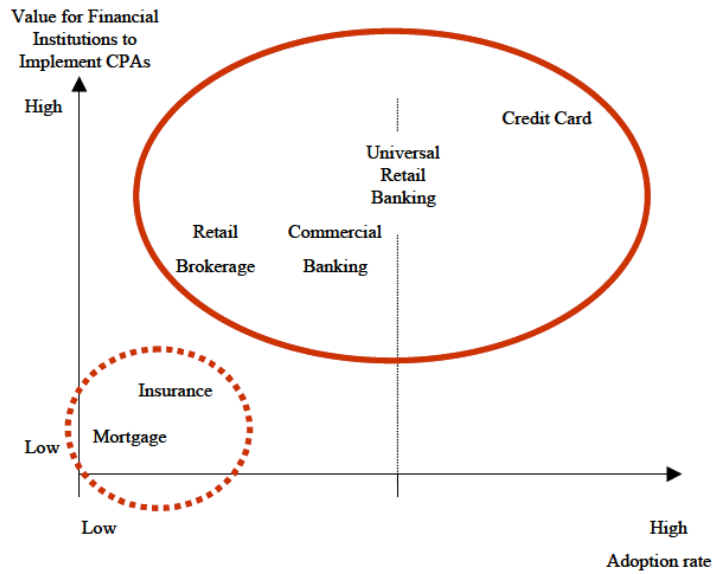 Value for Financial
Institutions to
Implement CPAs
High
Credit Card
Universal
Retail
Banking
Retail
Brokerage
Commercial
Banking
Insurance
Mortgage
Low
Low
High
Adoption rate